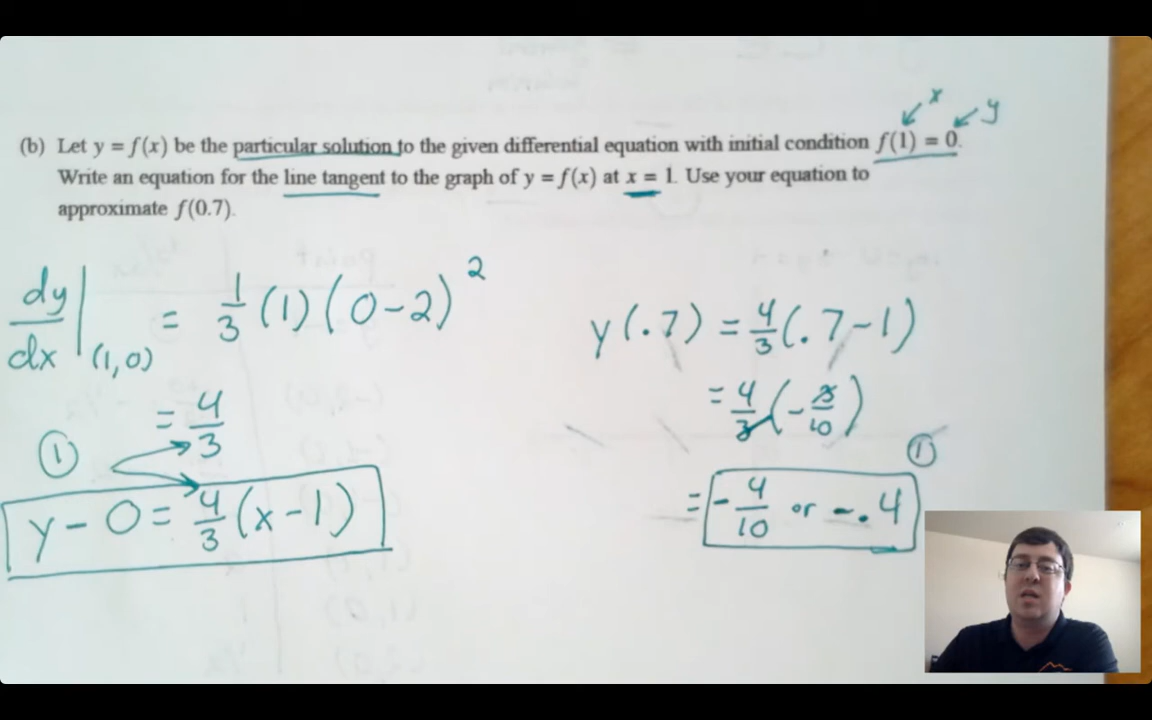 x
y
(b) Let y = f(x) be the particular solution to the given differential equation with initial condition f(1) = 0.
Write an equation for the line tangent to the graph of y = f(x) at x = 1. Use your equation to
approximate f(0.7).
dy/dx |(1,0) = 1/3 (1)(0-2)^2
= 4/3
①
y - 0 = 4/3 (x - 1)
y(.7) = 4/3 (.7 - 1)
= 4/3 (- 3/10)
①
= - 4/10 or -.4